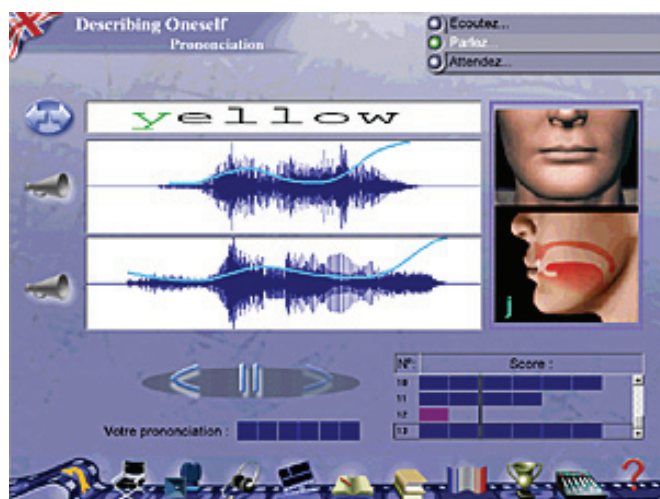 Describing Oneself
Prononciation
Ecoutez...
Parlez...
Attendez...
yellow
j
N°:
Score :
10
11
12
13
Votre prononciation :
?